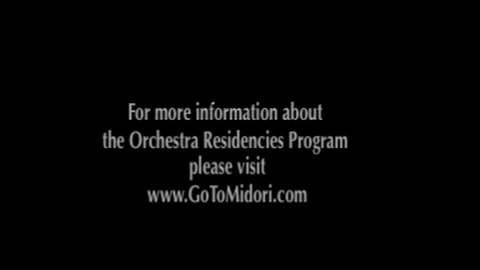 For more information about
the Orchestra Residencies Program
please visit
www.GoToMidori.com